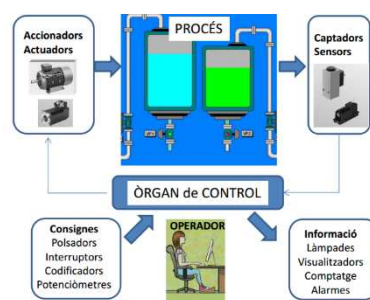 Accionadors
Actuadors
PROCÉS
Captadors
Sensors
ÒRGAN de CONTROL
Consignes
Polsadors
Interruptors
Codificadors
Potenciòmetres
OPERADOR
Informació
Làmpades
Visualitzadors
Comptatge
Alarmes